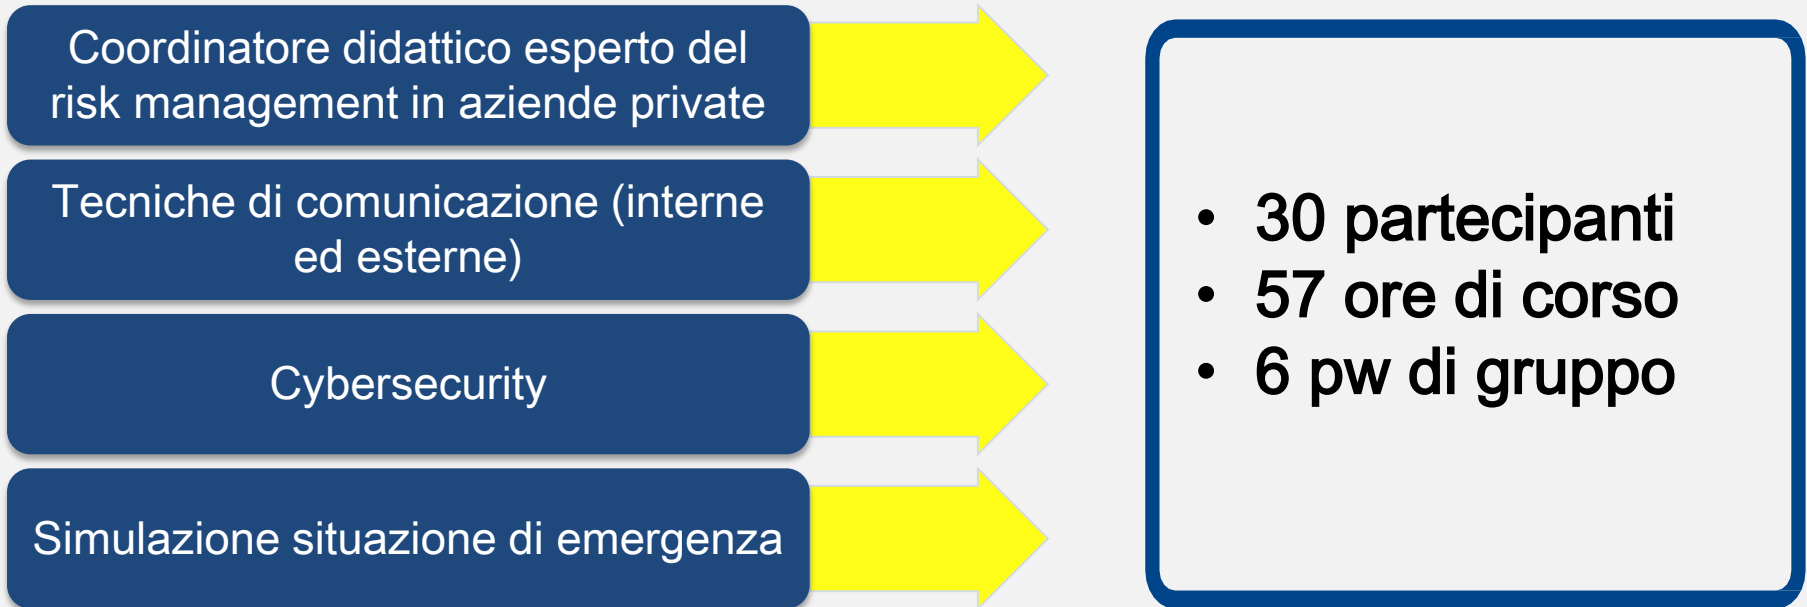 Coordinatore didattico esperto del
risk management in aziende private
Tecniche di comunicazione (interne
ed esterne)
Cybersecurity
Simulazione situazione di emergenza
• 30 partecipanti
• 57 ore di corso
• 6 pw di gruppo